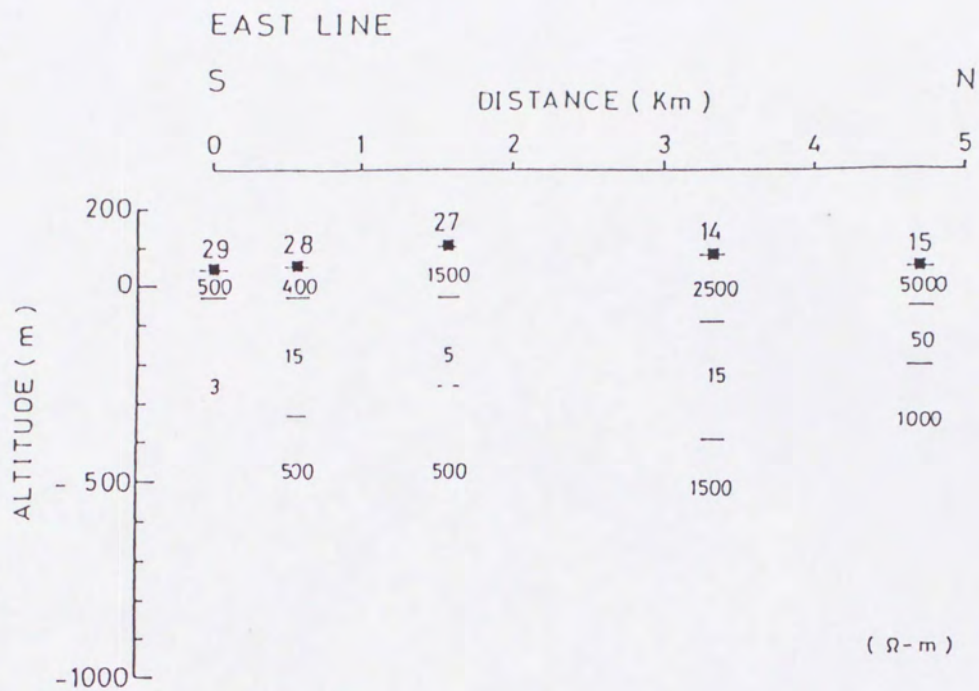 EAST LINE
S N
DISTANCE ( Km )
0 1 2 3 4 5
ALTITUDE ( m )
200
0
- 500
-1000
29 28 27 14 15
500 400 1500 2500 5000
15 5 15 50
3
500 500 1500 1000
( Ω-m )